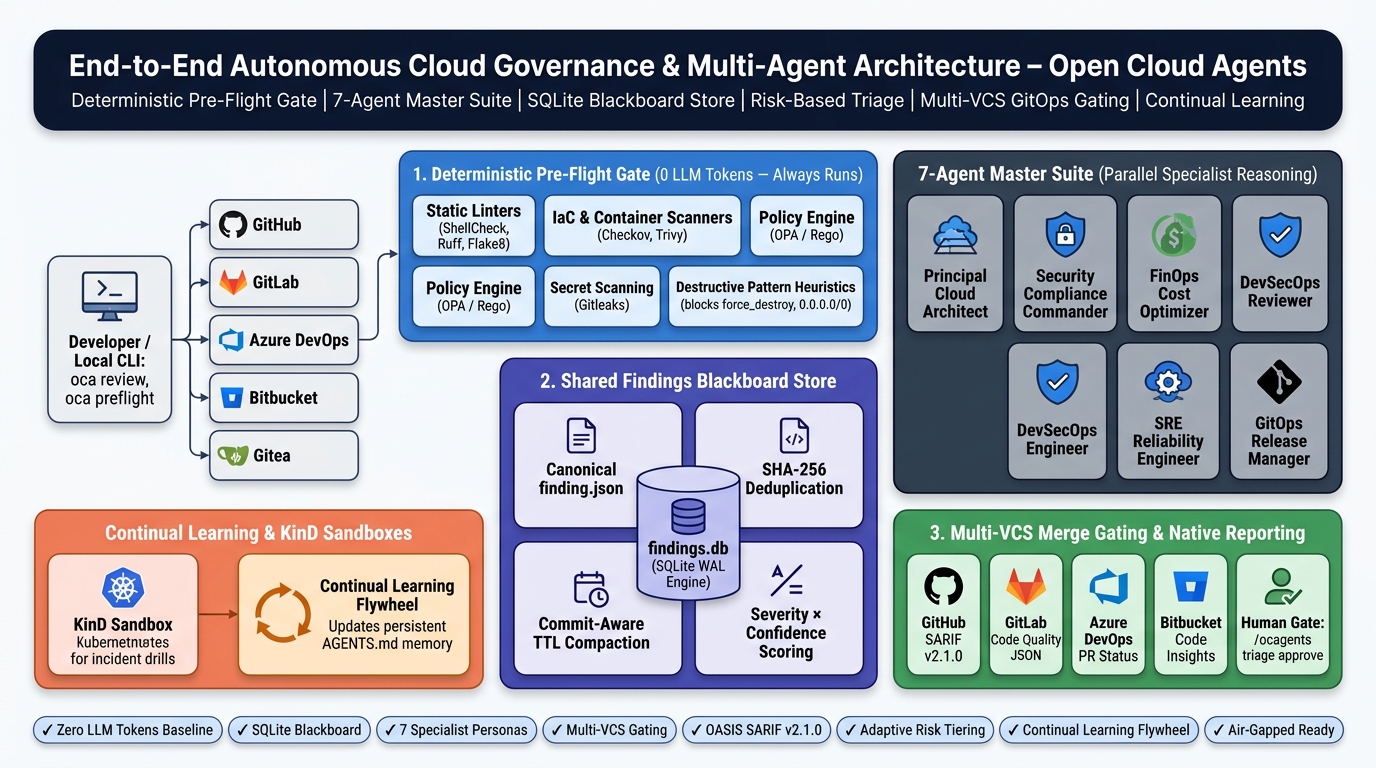 End-to-End Autonomous Cloud Governance & Multi-Agent Architecture – Open Cloud Agents
Deterministic Pre-Flight Gate | 7-Agent Master Suite | SQLite Blackboard Store | Risk-Based Triage | Multi-VCS GitOps Gating | Continual Learning
Developer /
Local CLI:
oca review,
oca preflight
GitHub
GitLab
Azure DevOps
Bitbucket
Gitea
1. Deterministic Pre-Flight Gate (0 LLM Tokens — Always Runs)
Static Linters
(ShellCheck,
Ruff, Flake8)
IaC & Container Scanners
(Checkov, Trivy)
Policy Engine
(OPA / Rego)
Policy Engine
(OPA / Rego)
Secret Scanning
(Gitleaks)
Destructive Pattern Heuristics
(blocks force_destroy, 0.0.0.0/0)
7-Agent Master Suite (Parallel Specialist Reasoning)
Principal
Cloud
Architect
Security
Compliance
Commander
FinOps
Cost
Optimizer
DevSecOps
Reviewer
DevSecOps
Engineer
SRE
Reliability
Engineer
GitOps
Release
Manager
2. Shared Findings Blackboard Store
Canonical
finding.json
SHA-256
Deduplication
findings.db
(SQLite WAL
Engine)
Commit-Aware
TTL Compaction
Severity ×
Confidence
Scoring
Continual Learning & KinD Sandboxes
KinD Sandbox
Kubernetnuates
for incident drills
Continual Learning
Flywheel
Updates persistent
AGENTS.md memory
3. Multi-VCS Merge Gating & Native Reporting
GitHub
SARIF
v2.1.0
GitLab
Code Quality
JSON
Azure
DevOps
PR Status
Bitbucket
Code
Insights
Human Gate:
/ocagents
triage approve
✓ Zero LLM Tokens Baseline
✓ SQLite Blackboard
✓ 7 Specialist Personas
✓ Multi-VCS Gating
✓ OASIS SARIF v2.1.0
✓ Adaptive Risk Tiering
✓ Continual Learning Flywheel
✓ Air-Gapped Ready